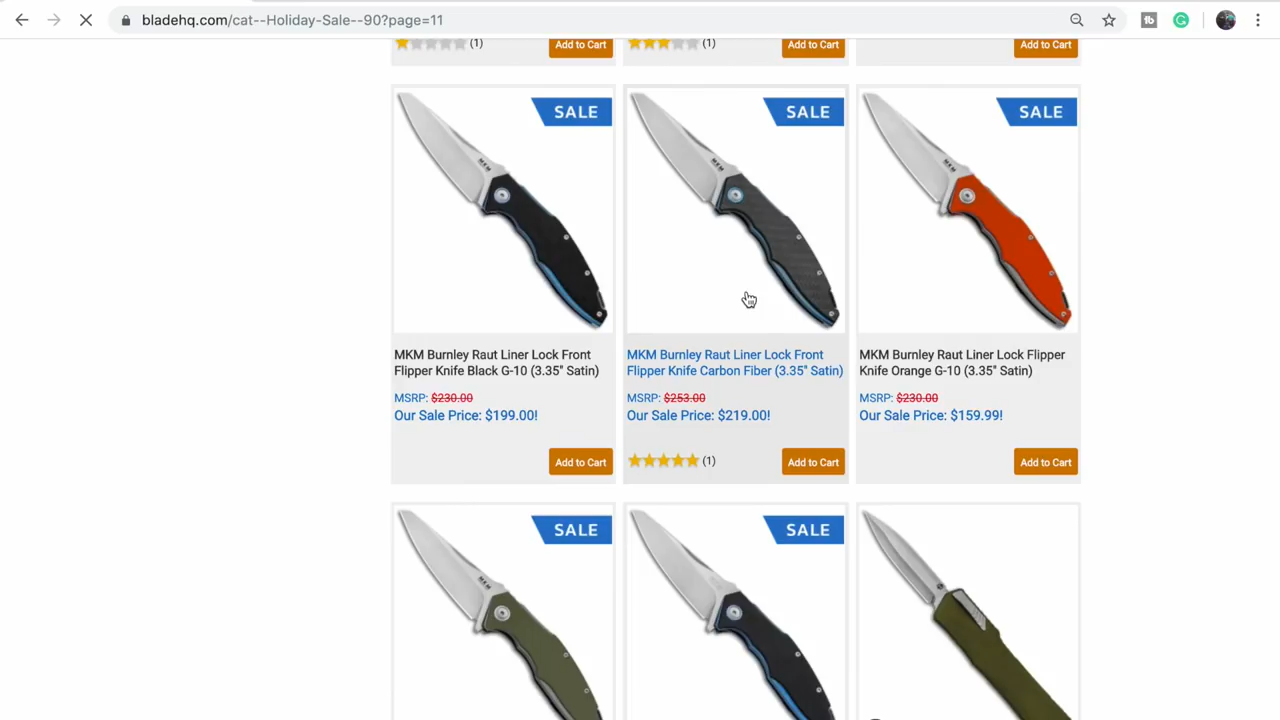 bladehq.com/cat--Holiday-Sale--90?page=11
(1)
Add to Cart
(1)
Add to Cart
Add to Cart
SALE
SALE
SALE
MKM
MKM
MKM
MKM Burnley Raut Liner Lock Front
Flipper Knife Black G-10 (3.35" Satin)
MSRP: $230.00
Our Sale Price: $199.00!
Add to Cart
MKM Burnley Raut Liner Lock Front
Flipper Knife Carbon Fiber (3.35" Satin)
MSRP: $253.00
Our Sale Price: $219.00!
(1)
Add to Cart
MKM Burnley Raut Liner Lock Flipper
Knife Orange G-10 (3.35" Satin)
MSRP: $230.00
Our Sale Price: $159.99!
Add to Cart
SALE
SALE
MKM